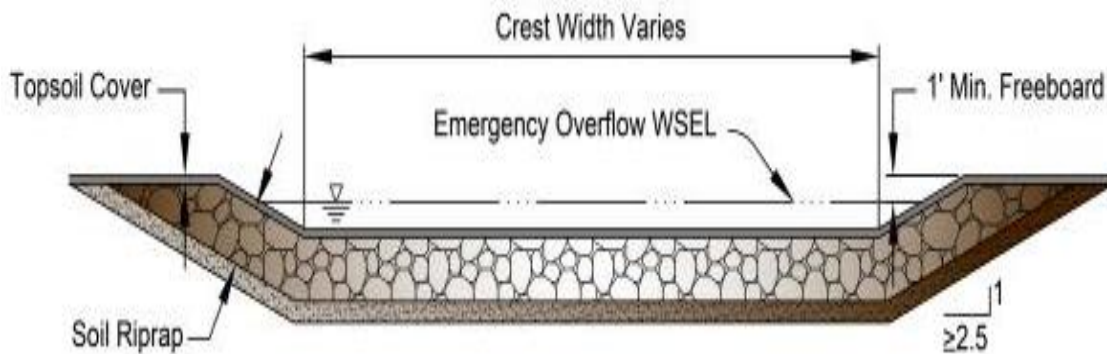 Crest Width Varies
Topsoil Cover
1' Min. Freeboard
Emergency Overflow WSEL
Soil Riprap
1
≥2.5